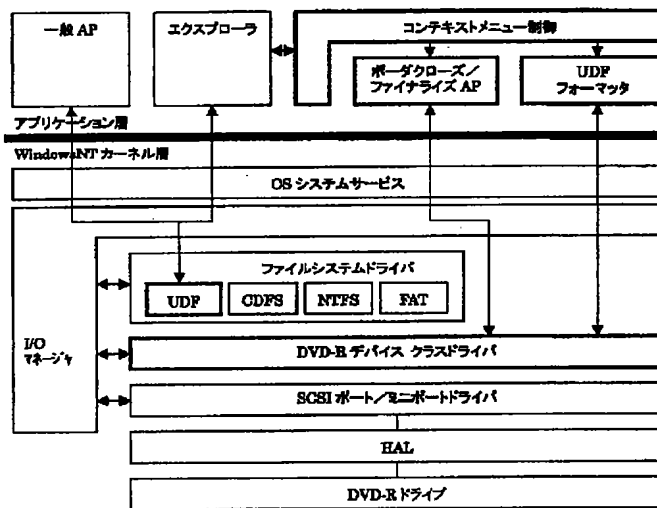 一般 AP
エクスプローラ
コンテキストメニュー制御
ボーダクローズ／
ファイナライズ AP
UDF
フォーマッタ
アプリケーション層
WindowsNT カーネル層
OS システムサービス
ファイルシステムドライバ
UDF
CDFS
NTFS
FAT
I/O
マネージャ
DVD-R デバイス クラスドライバ
SCSI ポート／ミニポートドライバ
HAL
DVD-R ドライブ